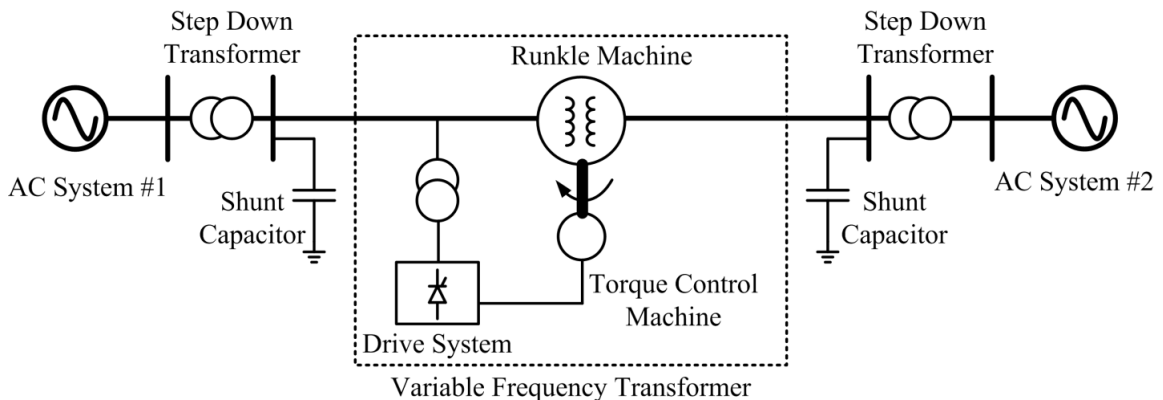 Step Down
Transformer
Runkle Machine
Step Down
Transformer
AC System #1
Shunt
Capacitor
Shunt
Capacitor
AC System #2
Torque Control
Machine
Drive System
Variable Frequency Transformer